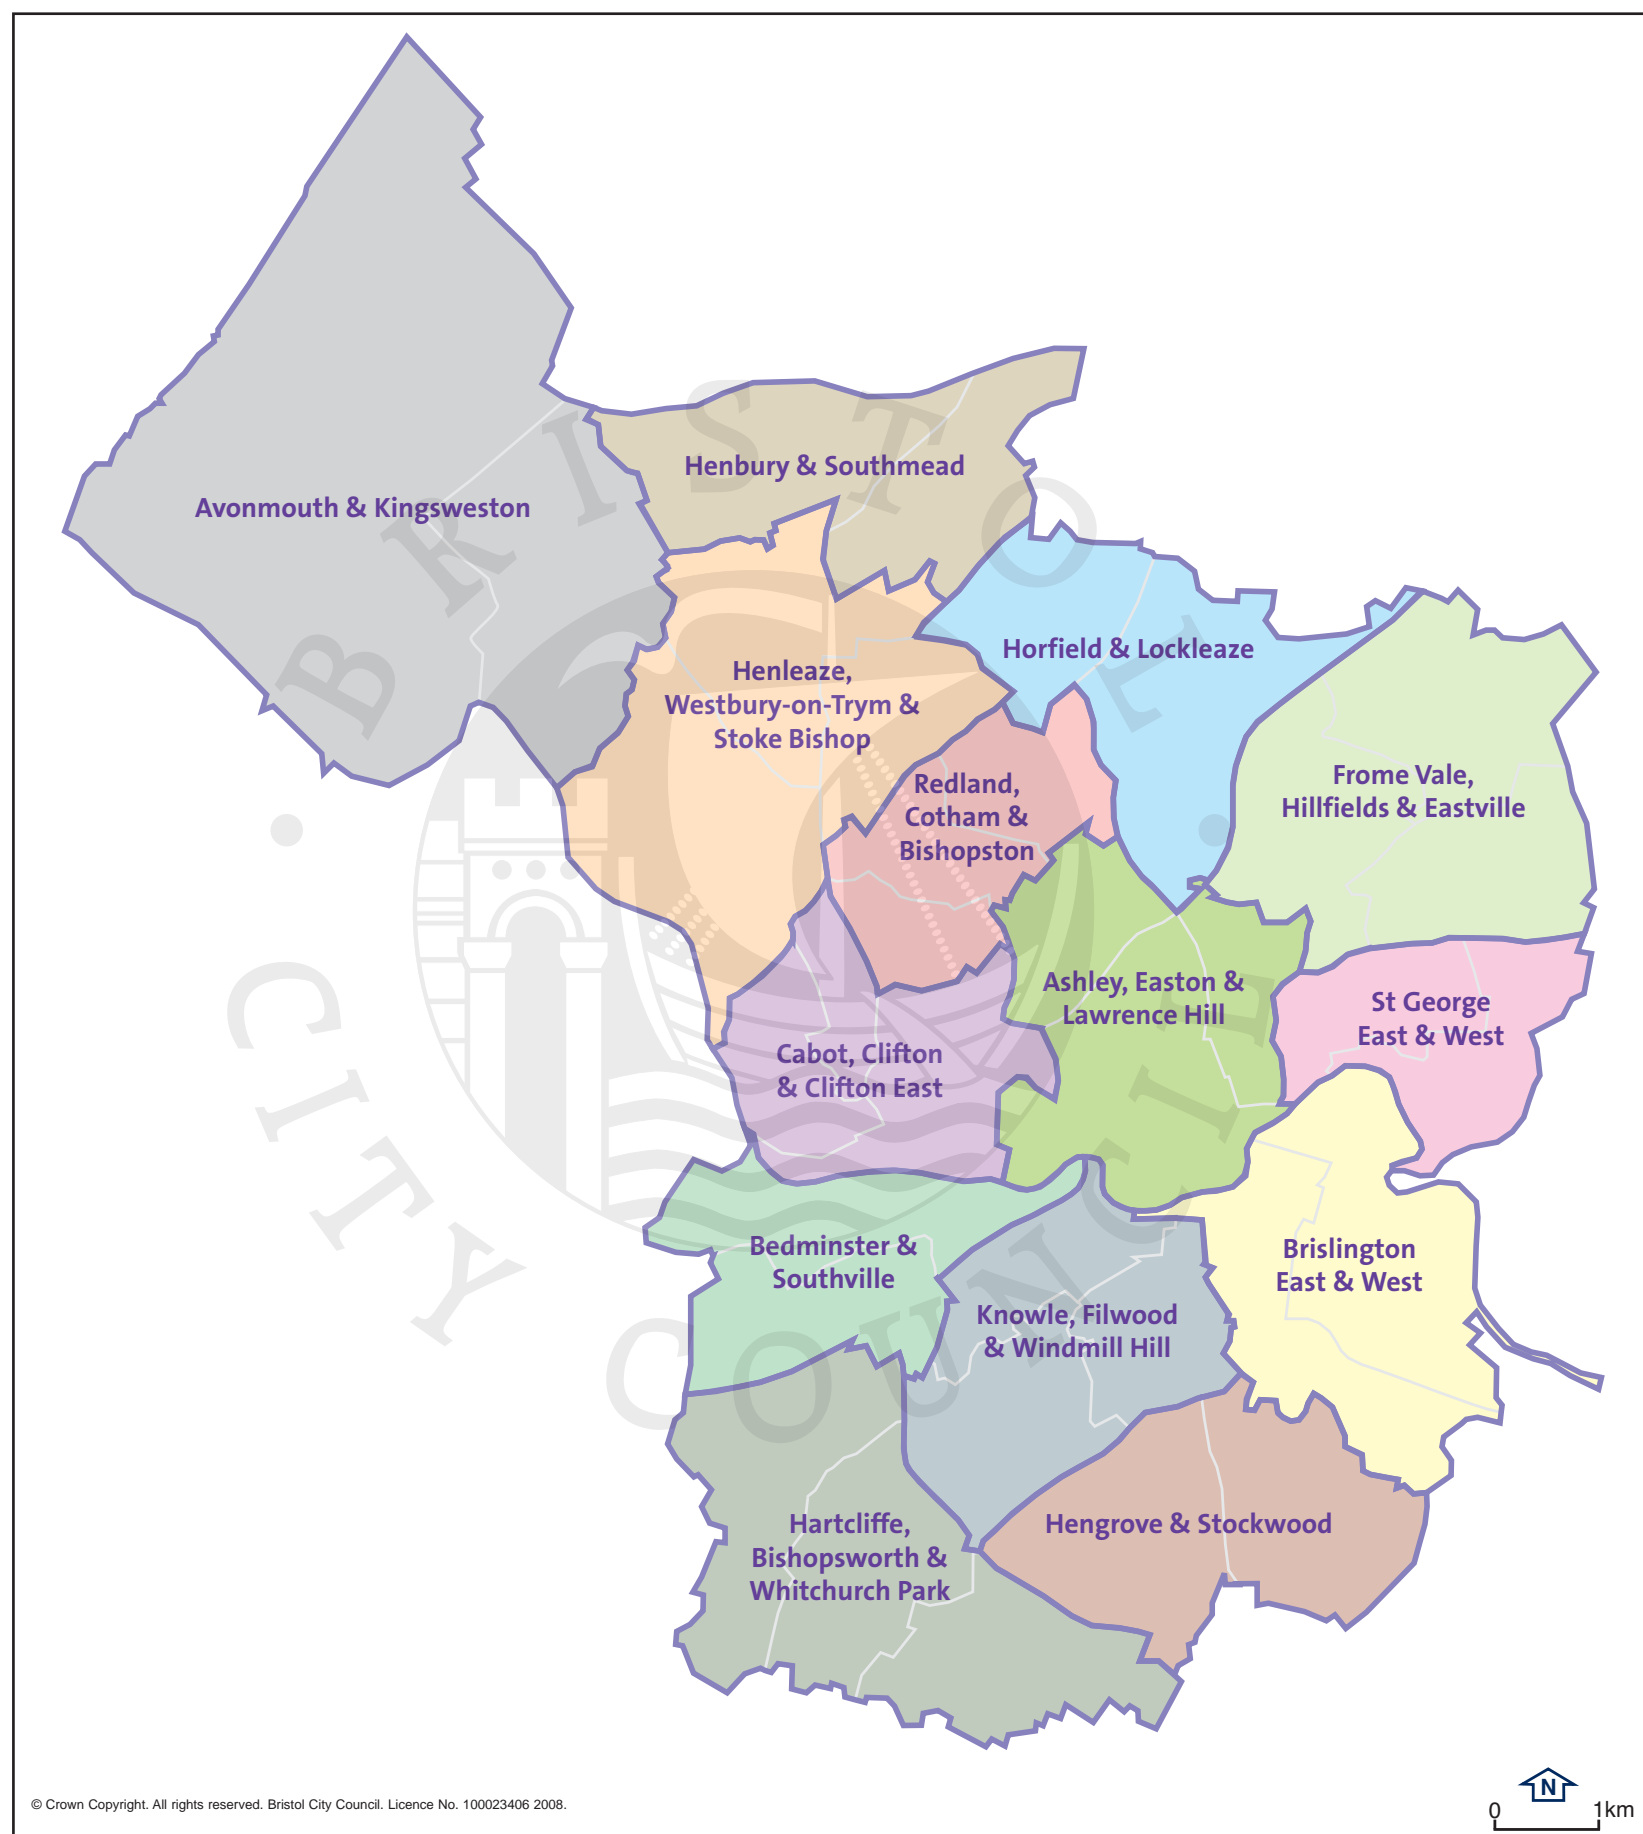 Avonmouth & Kingsweston
Henbury & Southmead
Henleaze,
Westbury-on-Trym &
Stoke Bishop
Horfield & Lockleaze
Redland,
Cotham &
Bishopston
Frome Vale,
Hillfields & Eastville
Ashley, Easton &
Lawrence Hill
St George
East & West
Cabot, Clifton
& Clifton East
Bedminster &
Southville
Knowle, Filwood
& Windmill Hill
Brislington
East & West
Hartcliffe,
Bishopsworth &
Whitchurch Park
Hengrove & Stockwood
· BRISTOL ·
CITY COUNCIL
© Crown Copyright. All rights reserved. Bristol City Council. Licence No. 100023406 2008.
N
0 1km